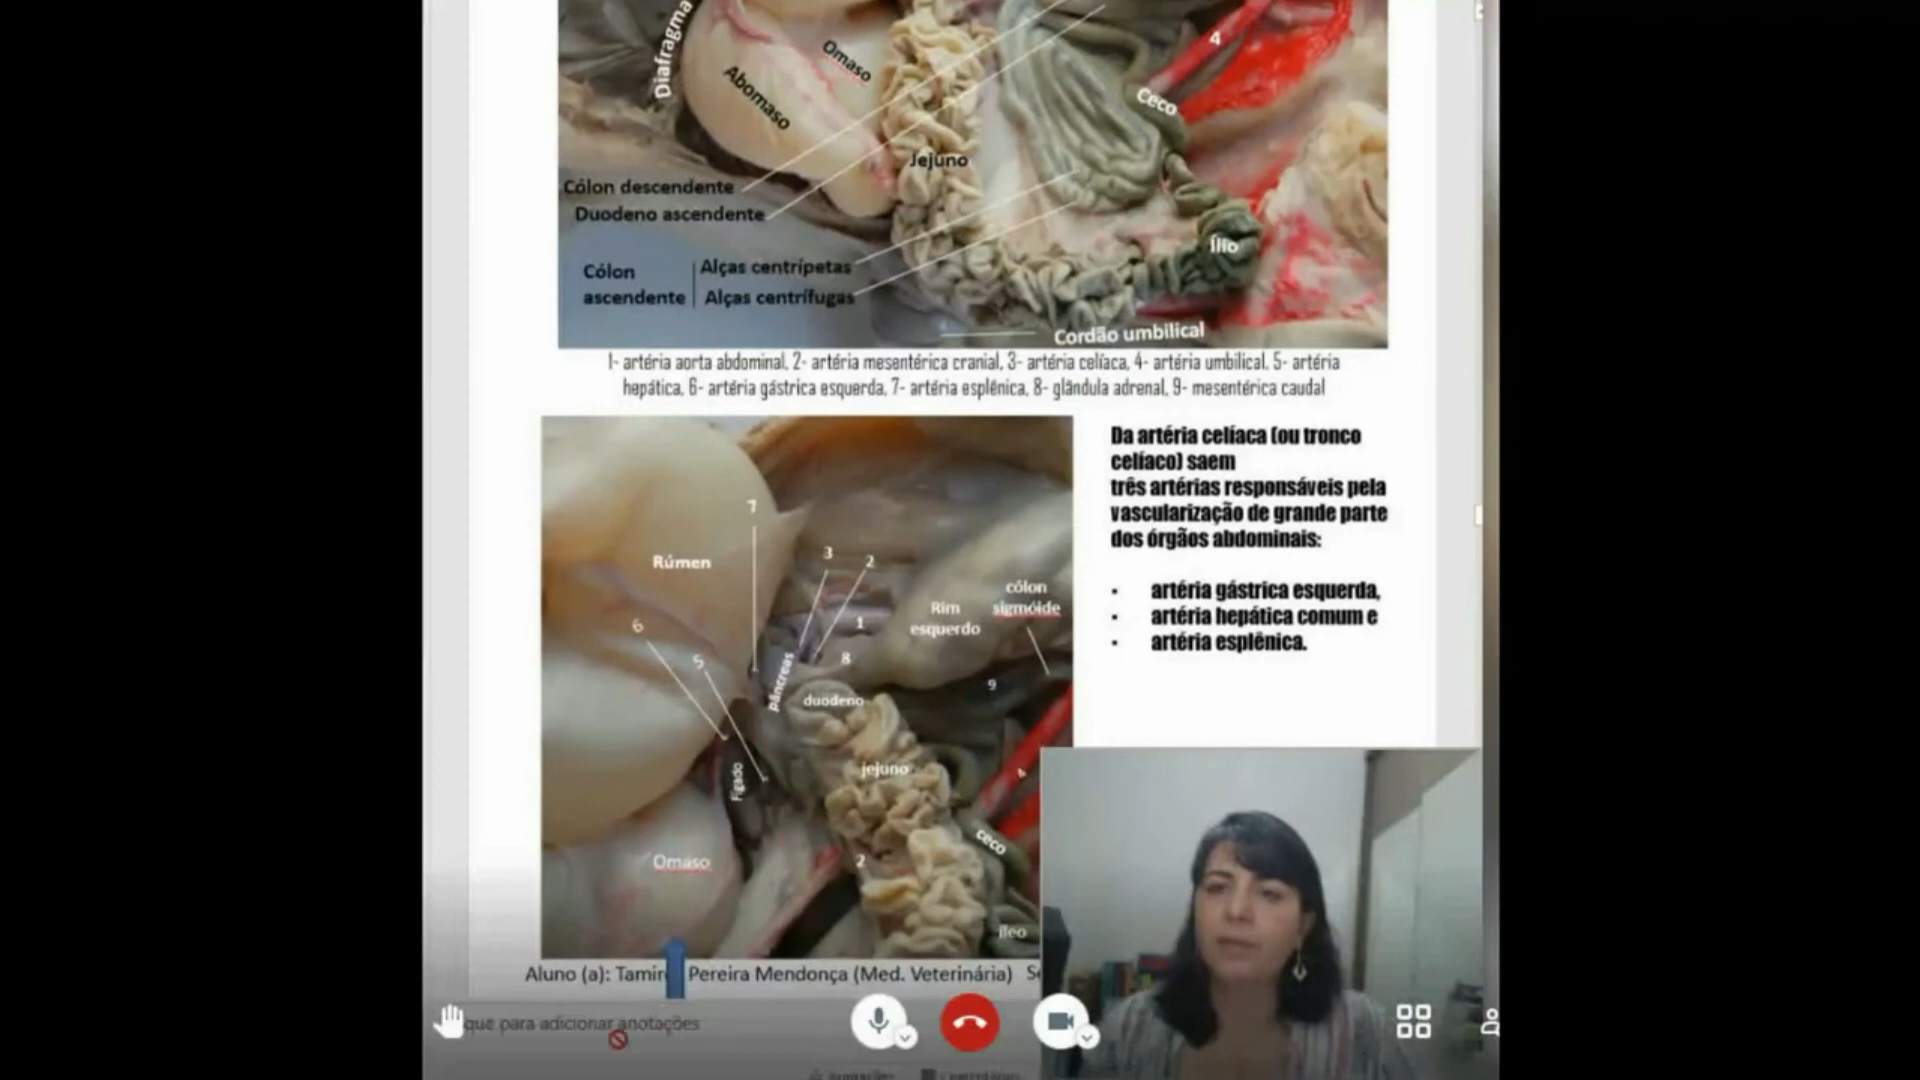 Diafragma
Omaso
Abomaso
4
Ceco
Jejuno
Cólon descendente
Duodeno ascendente
Ílio
Cólon
ascendente
Alças centrípetas
Alças centrífugas
Cordão umbilical
1- artéria aorta abdominal, 2- artéria mesentérica cranial, 3- artéria celíaca, 4- artéria umbilical, 5- artéria
hepática, 6- artéria gástrica esquerda, 7- artéria esplênica, 8- glândula adrenal, 9- mesentérica caudal
7
3
2
Rúmen
cólon
sigmóide
Rim
esquerdo
1
6
5
8
pâncreas
9
duodeno
jejuno
Fígado
4
ceco
2
Omaso
íleo
Da artéria celíaca (ou tronco
celíaco) saem
três artérias responsáveis pela
vascularização de grande parte
dos órgãos abdominais:
• artéria gástrica esquerda,
• artéria hepática comum e
• artéria esplênica.
Aluno (a): Tamir Pereira Mendonça (Med. Veterinária)
que para adicionar anotações